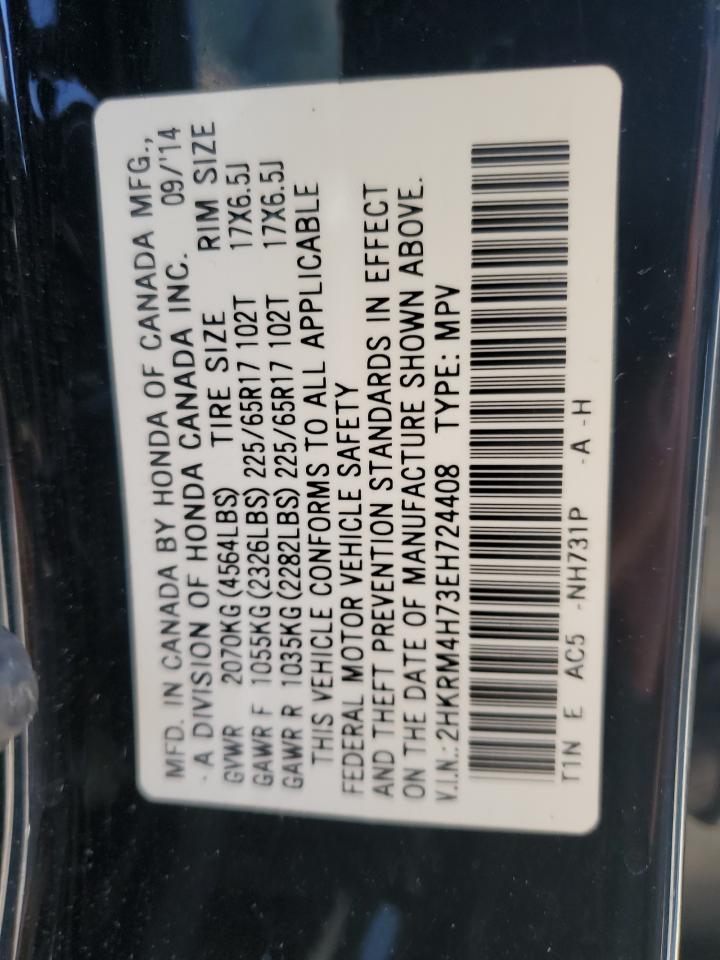 MFD. IN CANADA BY HONDA OF CANADA MFG.,
- A DIVISION OF HONDA CANADA INC. 09/'14
GVWR 2070KG(4564LBS) TIRE SIZE RIM SIZE
GAWR F 1055KG(2326LBS) 225/65R17 102T 17X6.5J
GAWR R 1035KG(2282LBS) 225/65R17 102T 17X6.5J
THIS VEHICLE CONFORMS TO ALL APPLICABLE
FEDERAL MOTOR VEHICLE SAFETY
AND THEFT PREVENTION STANDARDS IN EFFECT
ON THE DATE OF MANUFACTURE SHOWN ABOVE.
V.I.N.:2HKRM4H73EH724408 TYPE: MPV
T1N E AC5 -NH731P -A -H